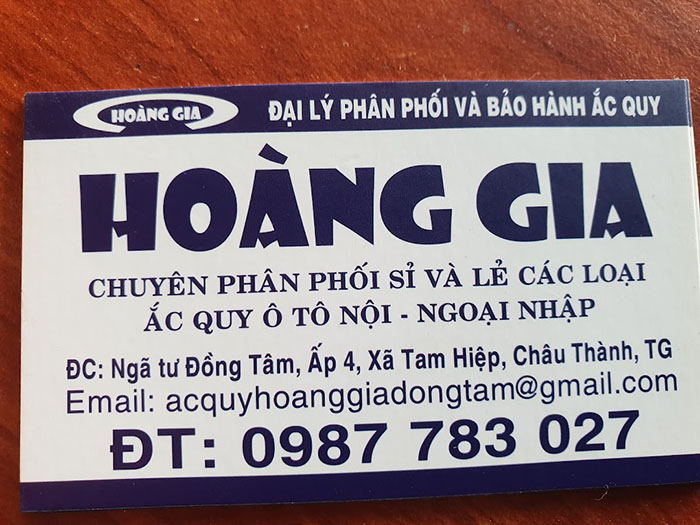 HOÀNG GIA
ĐẠI LÝ PHÂN PHỐI VÀ BẢO HÀNH ẮC QUY
HOÀNG GIA
CHUYÊN PHÂN PHỐI SỈ VÀ LẺ CÁC LOẠI
ẮC QUY Ô TÔ NỘI - NGOẠI NHẬP
ĐC: Ngã tư Đồng Tâm, Ấp 4, Xã Tam Hiệp, Châu Thành, TG
Email: acquyhoanggiadongtam@gmail.com
ĐT: 0987 783 027